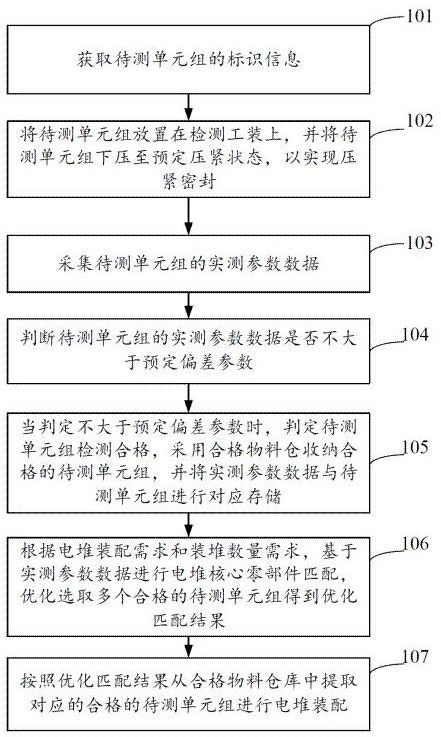 101
获取待测单元组的标识信息
102
将待测单元组放置在检测工装上，并将待
测单元组下压至预定压紧状态，以实现压
紧密封
103
采集待测单元组的实测参数数据
104
判断待测单元组的实测参数数据是否不大
于预定偏差参数
105
当判定不大于预定偏差参数时，判定待测
单元组检测合格，采用合格物料仓收纳合
格的待测单元组，并将实测参数数据与待
测单元组进行对应存储
106
根据电堆装配需求和装堆数量需求，基于
实测参数数据进行电堆核心零部件匹配，
优化选取多个合格的待测单元组得到优化
匹配结果
107
按照优化匹配结果从合格物料仓库中提取
对应的合格的待测单元组进行电堆装配